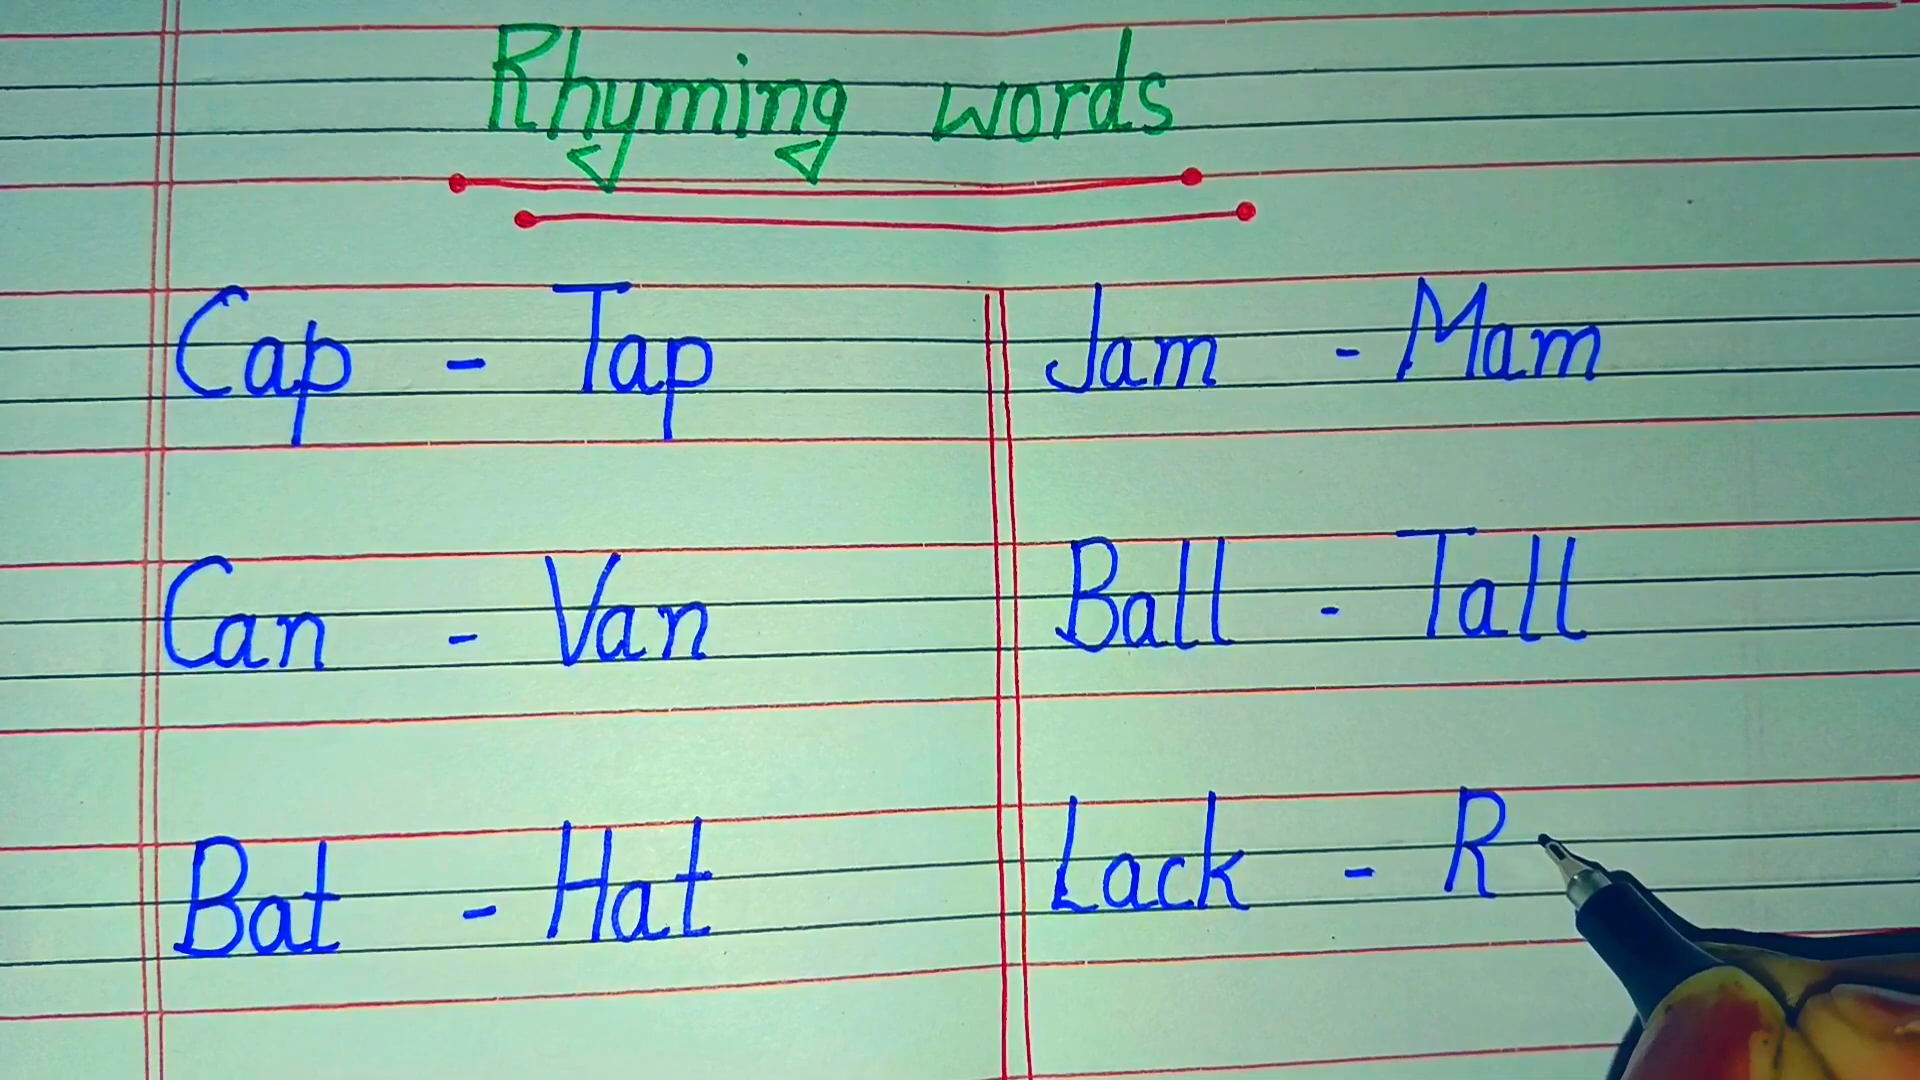 Rhyming words
Cap - Tap
Can - Van
Bat - Hat
Jam - Mam
Ball - Tall
Lack - R